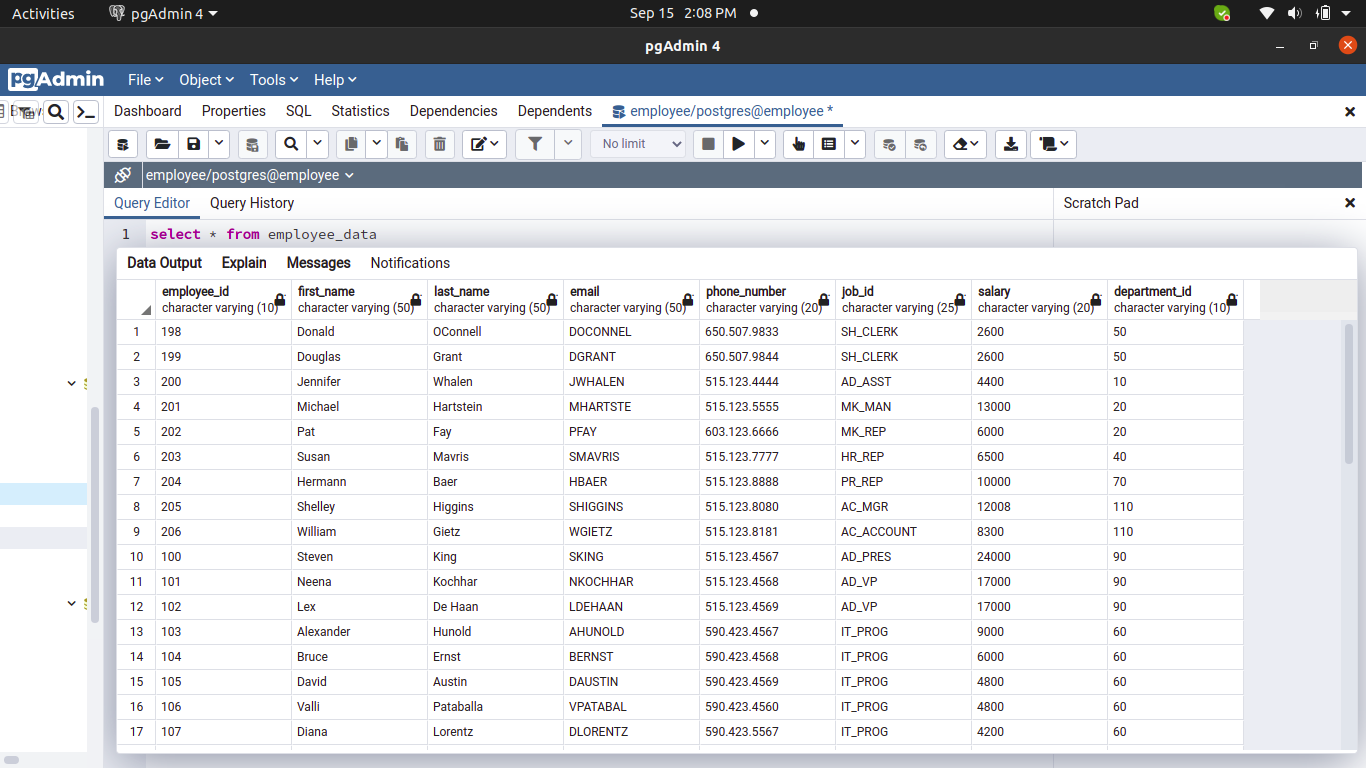 Activities pgAdmin 4 Sep 15 2:08 PM
pgAdmin 4
pgAdmin File Object Tools Help
Dashboard Properties SQL Statistics Dependencies Dependents employee/postgres@employee *
No limit
employee/postgres@employee
Query Editor Query History Scratch Pad
1 select * from employee_data
Data Output Explain Messages Notifications
employee_id first_name last_name email phone_number job_id salary department_id
character varying (10) character varying (50) character varying (50) character varying (50) character varying (20) character varying (25) character varying (20) character varying (10)
1 198 Donald OConnell DOCONNEL 650.507.9833 SH_CLERK 2600 50
2 199 Douglas Grant DGRANT 650.507.9844 SH_CLERK 2600 50
3 200 Jennifer Whalen JWHALEN 515.123.4444 AD_ASST 4400 10
4 201 Michael Hartstein MHARTSTE 515.123.5555 MK_MAN 13000 20
5 202 Pat Fay PFAY 603.123.6666 MK_REP 6000 20
6 203 Susan Mavris SMAVRIS 515.123.7777 HR_REP 6500 40
7 204 Hermann Baer HBAER 515.123.8888 PR_REP 10000 70
8 205 Shelley Higgins SHIGGINS 515.123.8080 AC_MGR 12008 110
9 206 William Gietz WGIETZ 515.123.8181 AC_ACCOUNT 8300 110
10 100 Steven King SKING 515.123.4567 AD_PRES 24000 90
11 101 Neena Kochhar NKOCHHAR 515.123.4568 AD_VP 17000 90
12 102 Lex De Haan LDEHAAN 515.123.4569 AD_VP 17000 90
13 103 Alexander Hunold AHUNOLD 590.423.4567 IT_PROG 9000 60
14 104 Bruce Ernst BERNST 590.423.4568 IT_PROG 6000 60
15 105 David Austin DAUSTIN 590.423.4569 IT_PROG 4800 60
16 106 Valli Pataballa VPATABAL 590.423.4560 IT_PROG 4800 60
17 107 Diana Lorentz DLORENTZ 590.423.5567 IT_PROG 4200 60